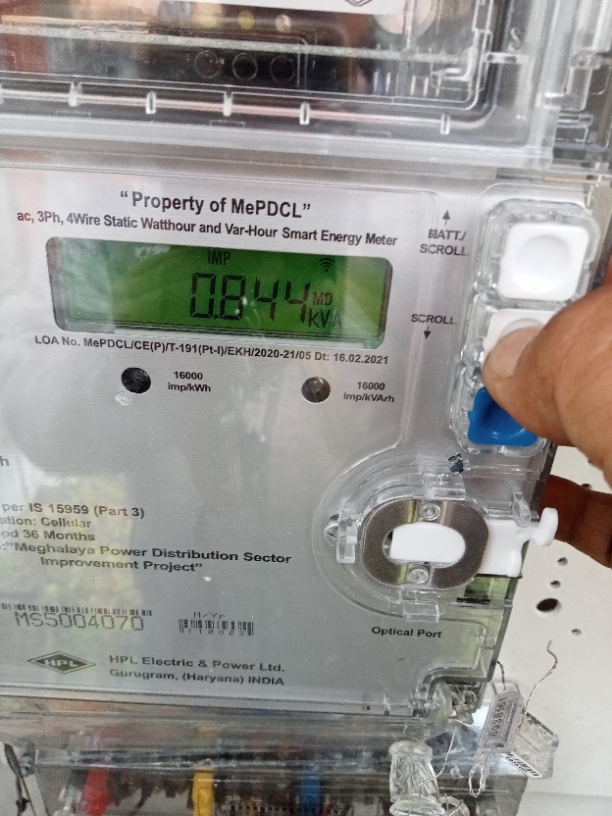 "Property of MePDCL"
ac, 3Ph, 4Wire Static Watthour and Var-Hour Smart Energy Meter
BATT./
SCROLL
IMP
0.844 MD
kVA
SCROLL
LOA No. MePDCL/CE(P)/T-191(Pt-I)/EKH/2020-21/05 Dt: 16.02.2021
16000
imp/kWh
16000
imp/kVArh
h
per IS 15959 (Part 3)
ation: Cellular
od 36 Months
:"Meghalaya Power Distribution Sector
Improvement Project"
MS5004070
M/Yr
Optical Port
HPL
HPL Electric & Power Ltd.
Gurugram, (Haryana) INDIA